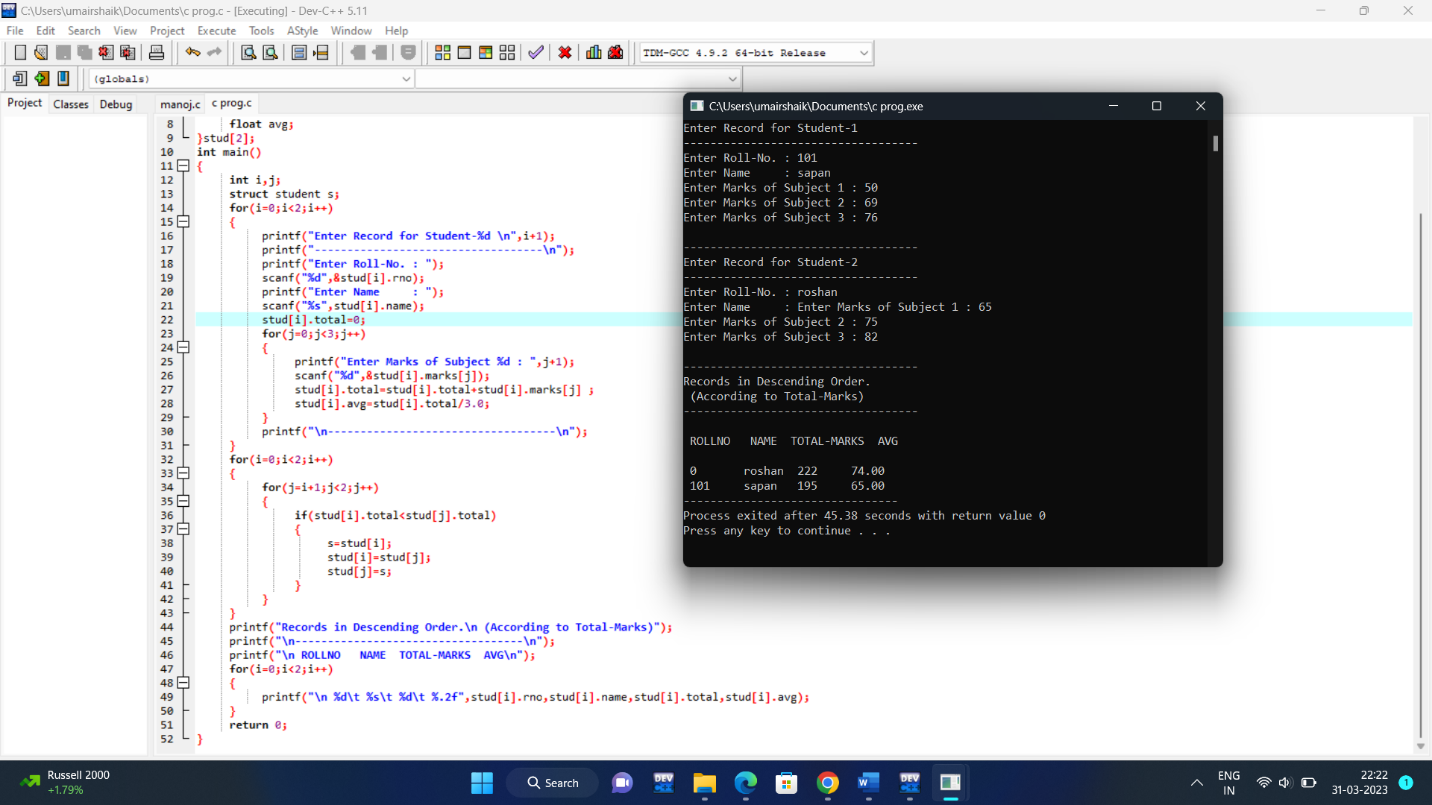 C:\Users\umairshaik\Documents\c prog.c - [Executing] - Dev-C++ 5.11
File Edit Search View Project Execute Tools AStyle Window Help
TDM-GCC 4.9.2 64-bit Release
(globals)
Project Classes Debug
manoj.c c prog.c
8 float avg;
9 }stud[2];
10 int main()
11 {
12 int i,j;
13 struct student s;
14 for(i=0;i<2;i++)
15 {
16 printf("Enter Record for Student-%d \n",i+1);
17 printf("-----------------------------------\n");
18 printf("Enter Roll-No. : ");
19 scanf("%d",&stud[i].rno);
20 printf("Enter Name     : ");
21 scanf("%s",stud[i].name);
22 stud[i].total=0;
23 for(j=0;j<3;j++)
24 {
25 printf("Enter Marks of Subject %d : ",j+1);
26 scanf("%d",&stud[i].marks[j]);
27 stud[i].total=stud[i].total+stud[i].marks[j] ;
28 stud[i].avg=stud[i].total/3.0;
29 }
30 printf("\n-----------------------------------\n");
31 }
32 for(i=0;i<2;i++)
33 {
34 for(j=i+1;j<2;j++)
35 {
36 if(stud[i].total<stud[j].total)
37 {
38 s=stud[i];
39 stud[i]=stud[j];
40 stud[j]=s;
41 }
42 }
43 }
44 printf("Records in Descending Order.\n (According to Total-Marks)");
45 printf("\n-----------------------------------\n");
46 printf("\n ROLLNO   NAME  TOTAL-MARKS  AVG\n");
47 for(i=0;i<2;i++)
48 {
49 printf("\n %d\t %s\t %d\t %.2f",stud[i].rno,stud[i].name,stud[i].total,stud[i].avg);
50 }
51 return 0;
52 }
C:\Users\umairshaik\Documents\c prog.exe
Enter Record for Student-1
-----------------------------------
Enter Roll-No. : 101
Enter Name     : sapan
Enter Marks of Subject 1 : 50
Enter Marks of Subject 2 : 69
Enter Marks of Subject 3 : 76
-----------------------------------
Enter Record for Student-2
-----------------------------------
Enter Roll-No. : roshan
Enter Name     : Enter Marks of Subject 1 : 65
Enter Marks of Subject 2 : 75
Enter Marks of Subject 3 : 82
-----------------------------------
Records in Descending Order.
(According to Total-Marks)
-----------------------------------
ROLLNO   NAME  TOTAL-MARKS  AVG
0       roshan  222     74.00
101     sapan   195     65.00
--------------------------------
Process exited after 45.38 seconds with return value 0
Press any key to continue . . .
Russell 2000
+1.79%
Search
ENG
IN
22:22
31-03-2023
1